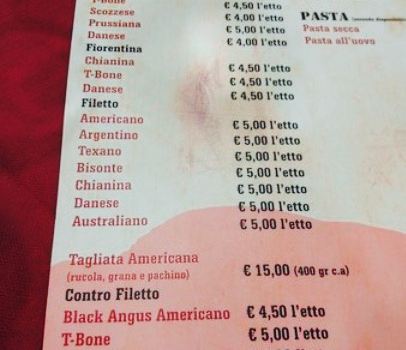 T-Bone € 4,50 l'etto
Scozzese € 4,00 l'etto
Prussiana € 5,00 l'etto
Danese € 4,00 l'etto
Fiorentina
Chianina € 4,50 l'etto
T-Bone € 4,50 l'etto
Danese € 4,50 l'etto
Filetto
Americano € 5,00 l'etto
Argentino € 5,00 l'etto
Texano € 5,00 l'etto
Bisonte € 5,00 l'etto
Chianina € 5,00 l'etto
Danese € 5,00 l'etto
Australiano € 5,00 l'etto
Tagliata Americana
(rucola, grana e pachino) € 15,00 (400 gr c.a)
Contro Filetto
Black Angus Americano € 4,50 l'etto
T-Bone € 5,00 l'etto
PASTA
Pasta secca
Pasta all'uovo